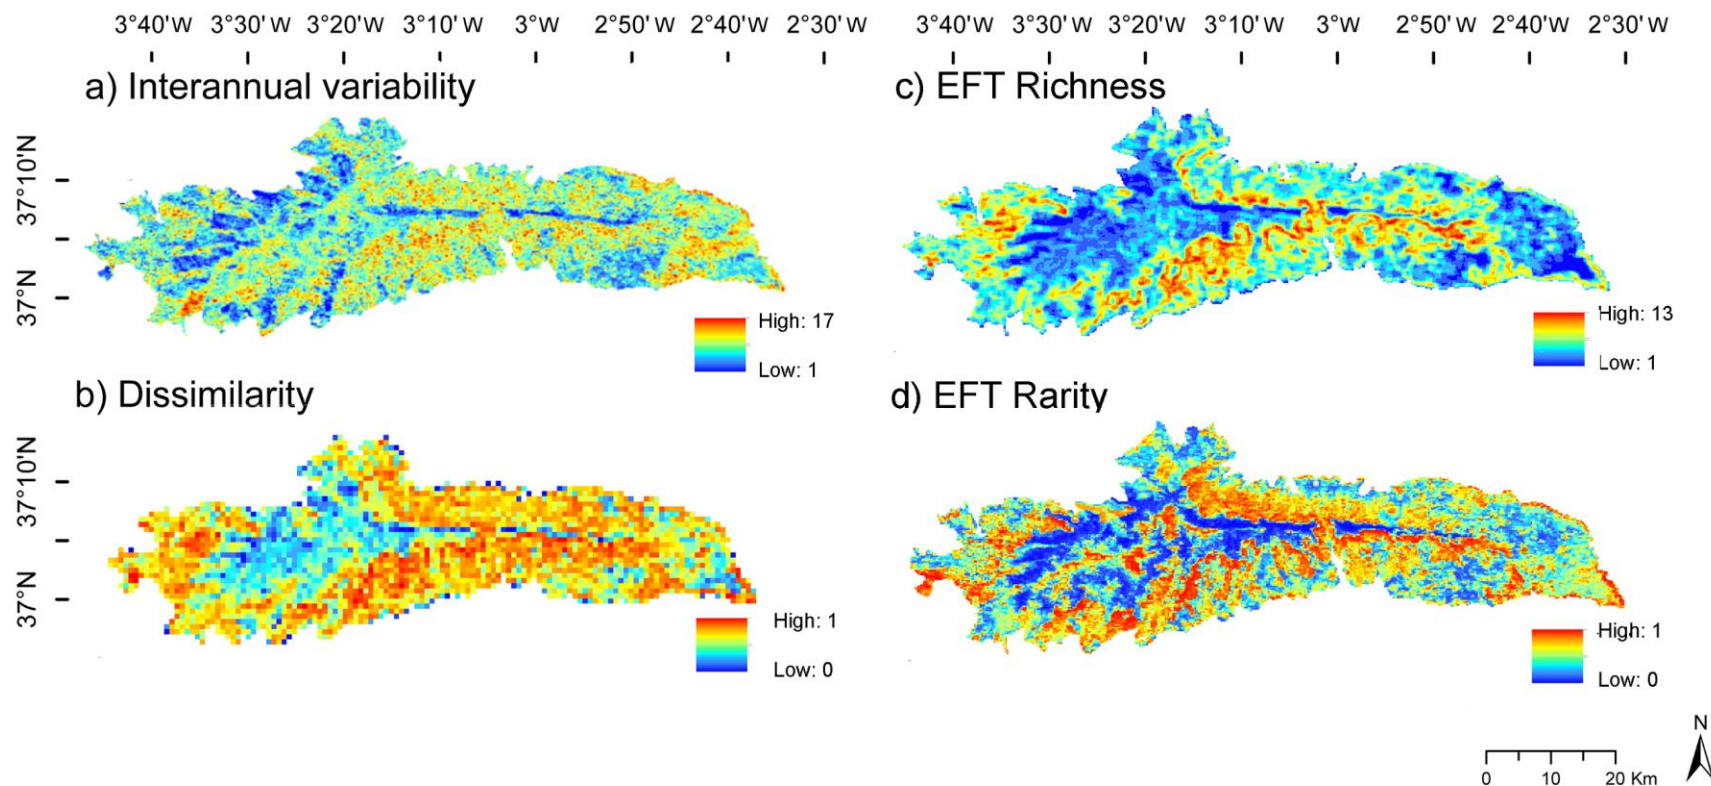 3°40'W 3°30'W 3°20'W 3°10'W 3°W 2°50'W 2°40'W 2°30'W
3°40'W 3°30'W 3°20'W 3°10'W 3°W 2°50'W 2°40'W 2°30'W
a) Interannual variability
37°10'N
37°N
High: 17
Low: 1
c) EFT Richness
High: 13
Low: 1
b) Dissimilarity
37°10'N
37°N
High: 1
Low: 0
d) EFT Rarity
High: 1
Low: 0
N
0 10 20 Km